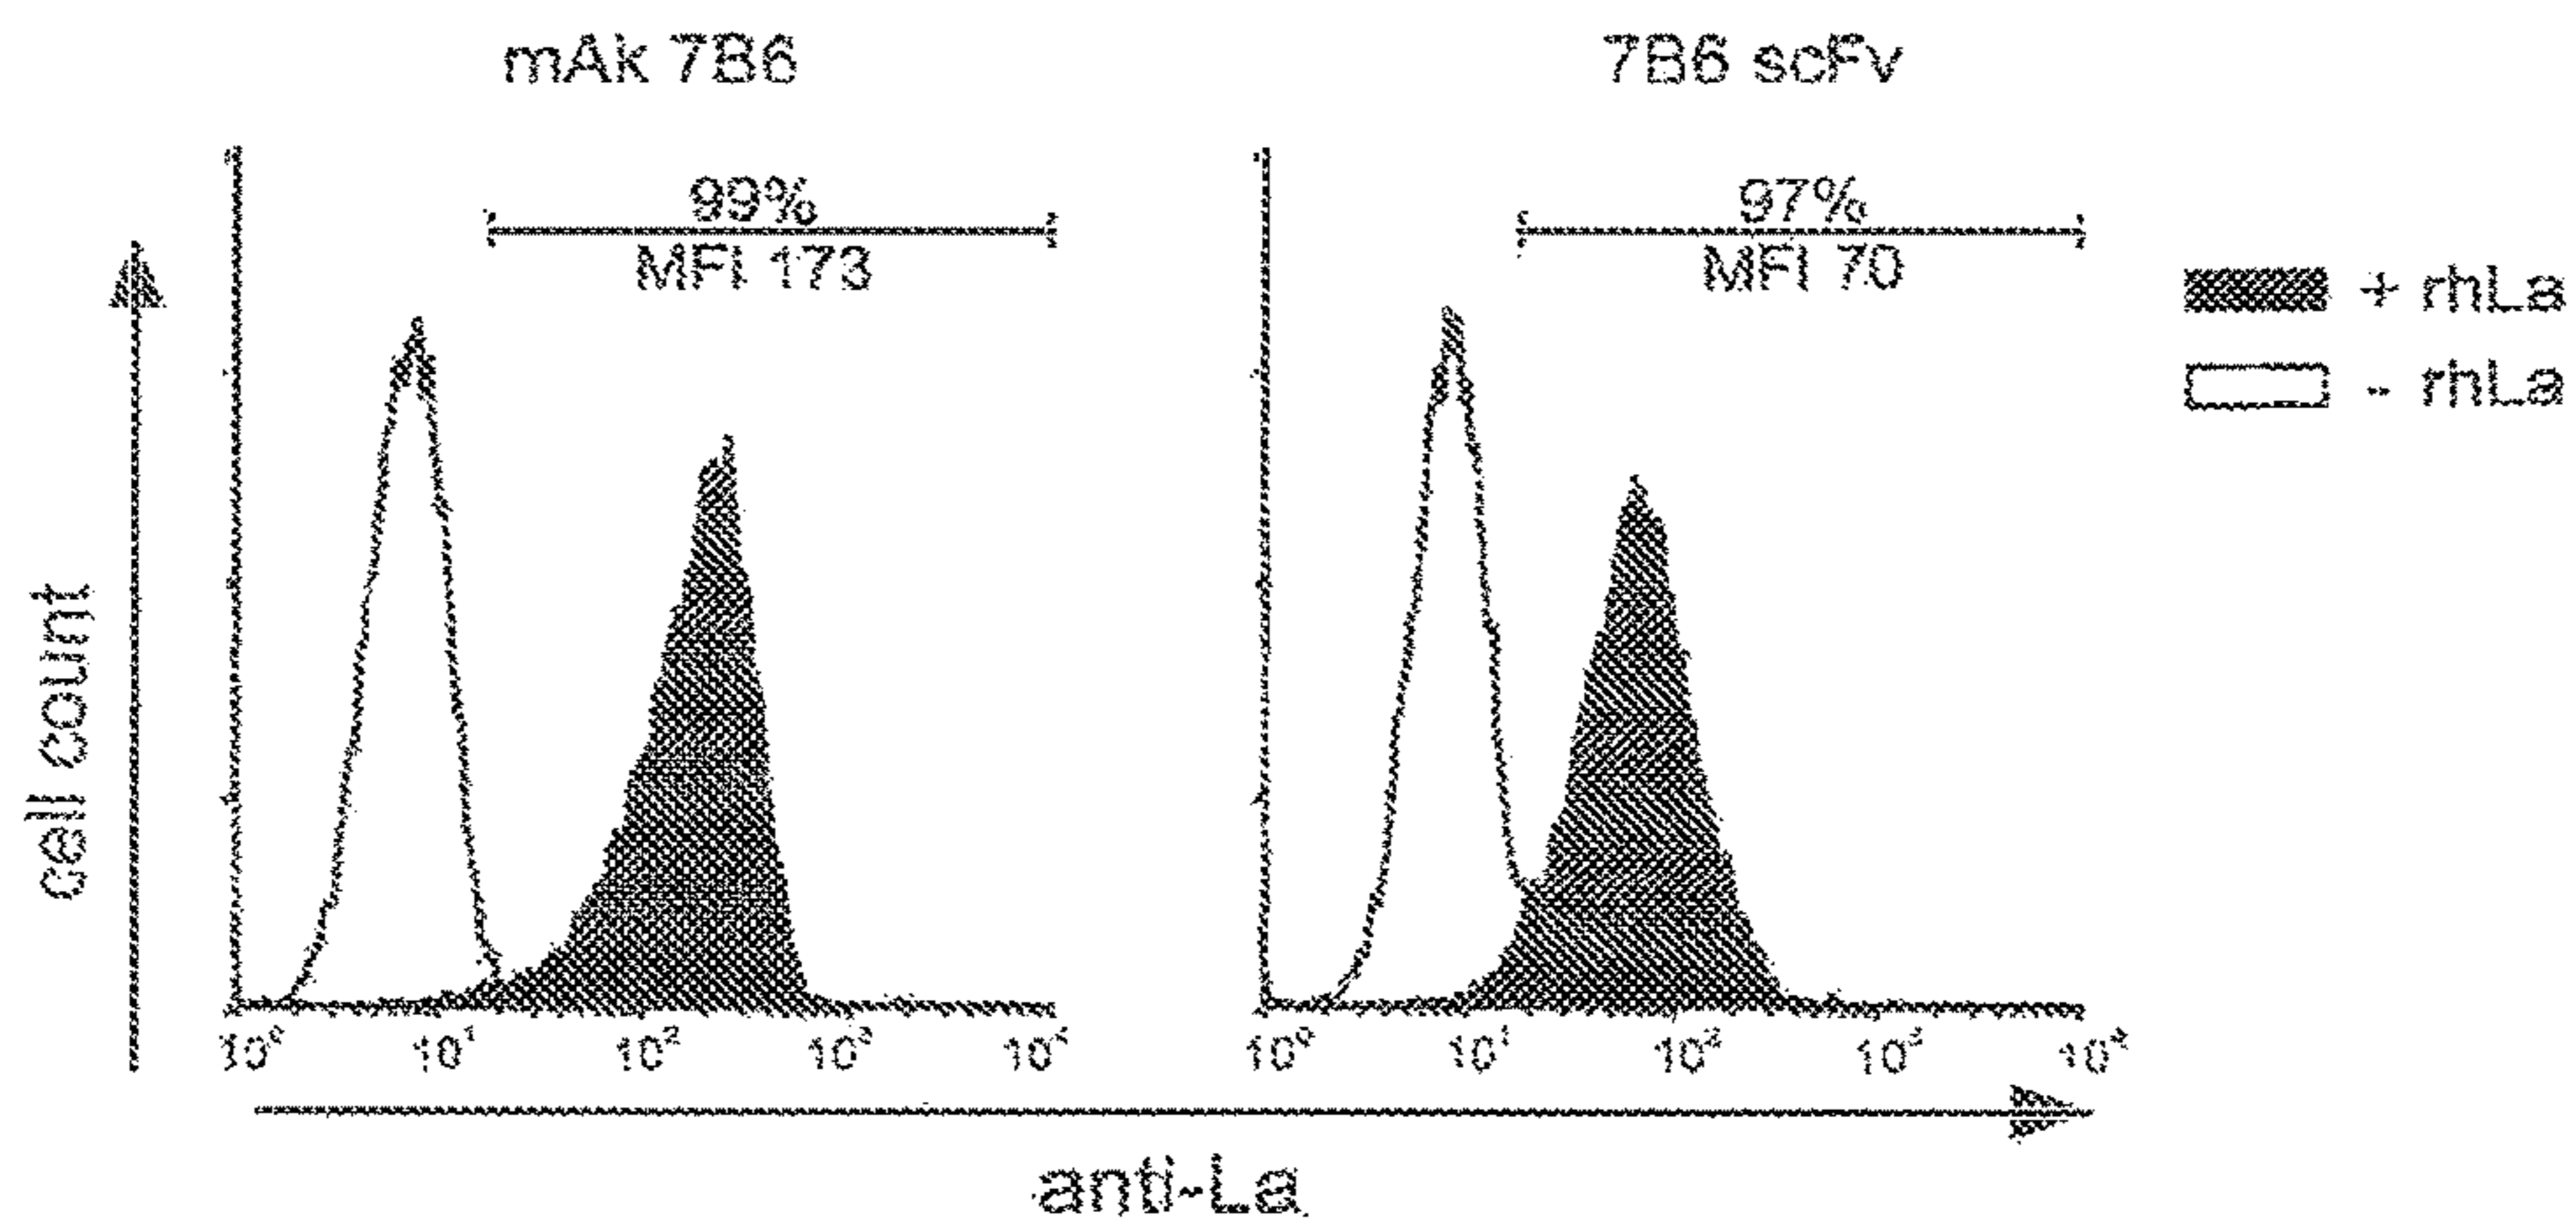 mAk 7B6
7B6 scFv
99%
MFI 173
97%
MFI 70
+ rhLa
- rhLa
cell count
10⁰ 10¹ 10² 10³
10⁰ 10¹ 10² 10³ 10⁴
anti-La